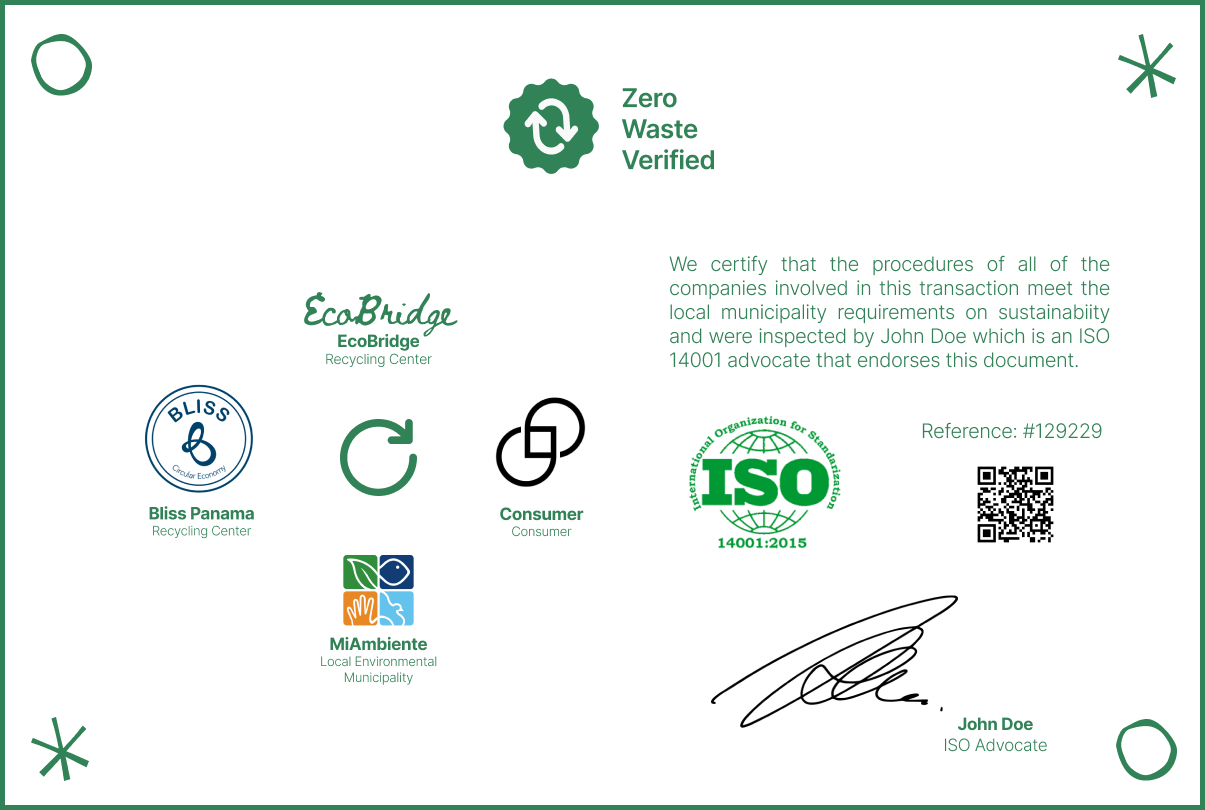 Zero
Waste
Verified
We certify that the procedures of all of the
companies involved in this transaction meet the
local municipality requirements on sustainabiity
and were inspected by John Doe which is an ISO
14001 advocate that endorses this document.
EcoBridge
EcoBridge
Recycling Center
BLISS
Circular Economy
Bliss Panama
Recycling Center
Consumer
Consumer
MiAmbiente
Local Environmental
Municipality
International Organization for Standarization
ISO
14001:2015
Reference: #129229
John Doe
ISO Advocate